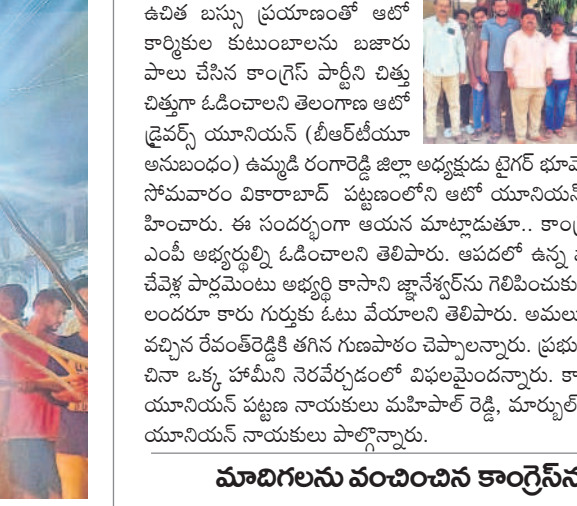 ఉచిత బస్సు ప్రయాణంతో ఆటో
కార్మికుల కుటుంబాలను బజారు
పాలు చేసిన కాంగ్రెస్ పార్టీని చిత్తు
చిత్తుగా ఓడించాలని తెలంగాణ ఆటో
డ్రైవర్స్ యూనియన్ (బీఆర్‌టీయూ
అనుబంధం) ఉమ్మడి రంగారెడ్డి జిల్లా అధ్యక్షుడు టైగర్
సోమవారం వికారాబాద్ పట్టణంలోని ఆటో యూనియన్
హించారు. ఈ సందర్భంగా ఆయన మాట్లాడుతూ..
ఎంపీ అభ్యర్థుల్ని ఓడించాలని తెలిపారు. ఆపదలో ఉన్న
చేవెళ్ల పార్లమెంటు అభ్యర్థి కాసాని జ్ఞానేశ్వర్‌ను గెలిపించుకు
లందరూ కారు గుర్తుకు ఓటు వేయాలని తెలిపారు. అమలు
వచ్చిన రేవంత్‌రెడ్డికి తగిన గుణపాఠం చెప్పాలన్నారు. ప్రభు
చినా ఒక్క హామీని నెరవేర్చడంలో విఫలమైందన్నారు. కా
యూనియన్ పట్టణ నాయకులు మహిపాల్ రెడ్డి, మార్బుల్
యూనియన్ నాయకులు పాల్గొన్నారు.
మాదిగలను వంచించిన కాంగ్రెస్‌ను